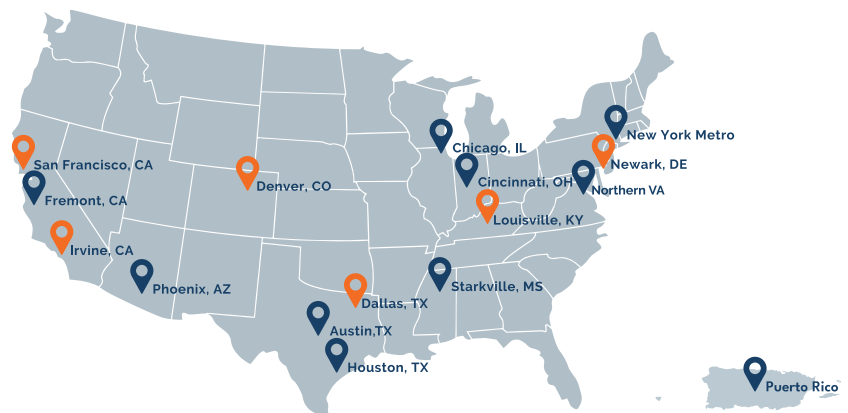 New York Metro
Chicago, IL
San Francisco, CA
Newark, DE
Denver, CO
Cincinnati, OH
Northern VA
Fremont, CA
Louisville, KY
Irvine, CA
Phoenix, AZ
Starkville, MS
Dallas, TX
Austin,TX
Houston, TX
Puerto Rico